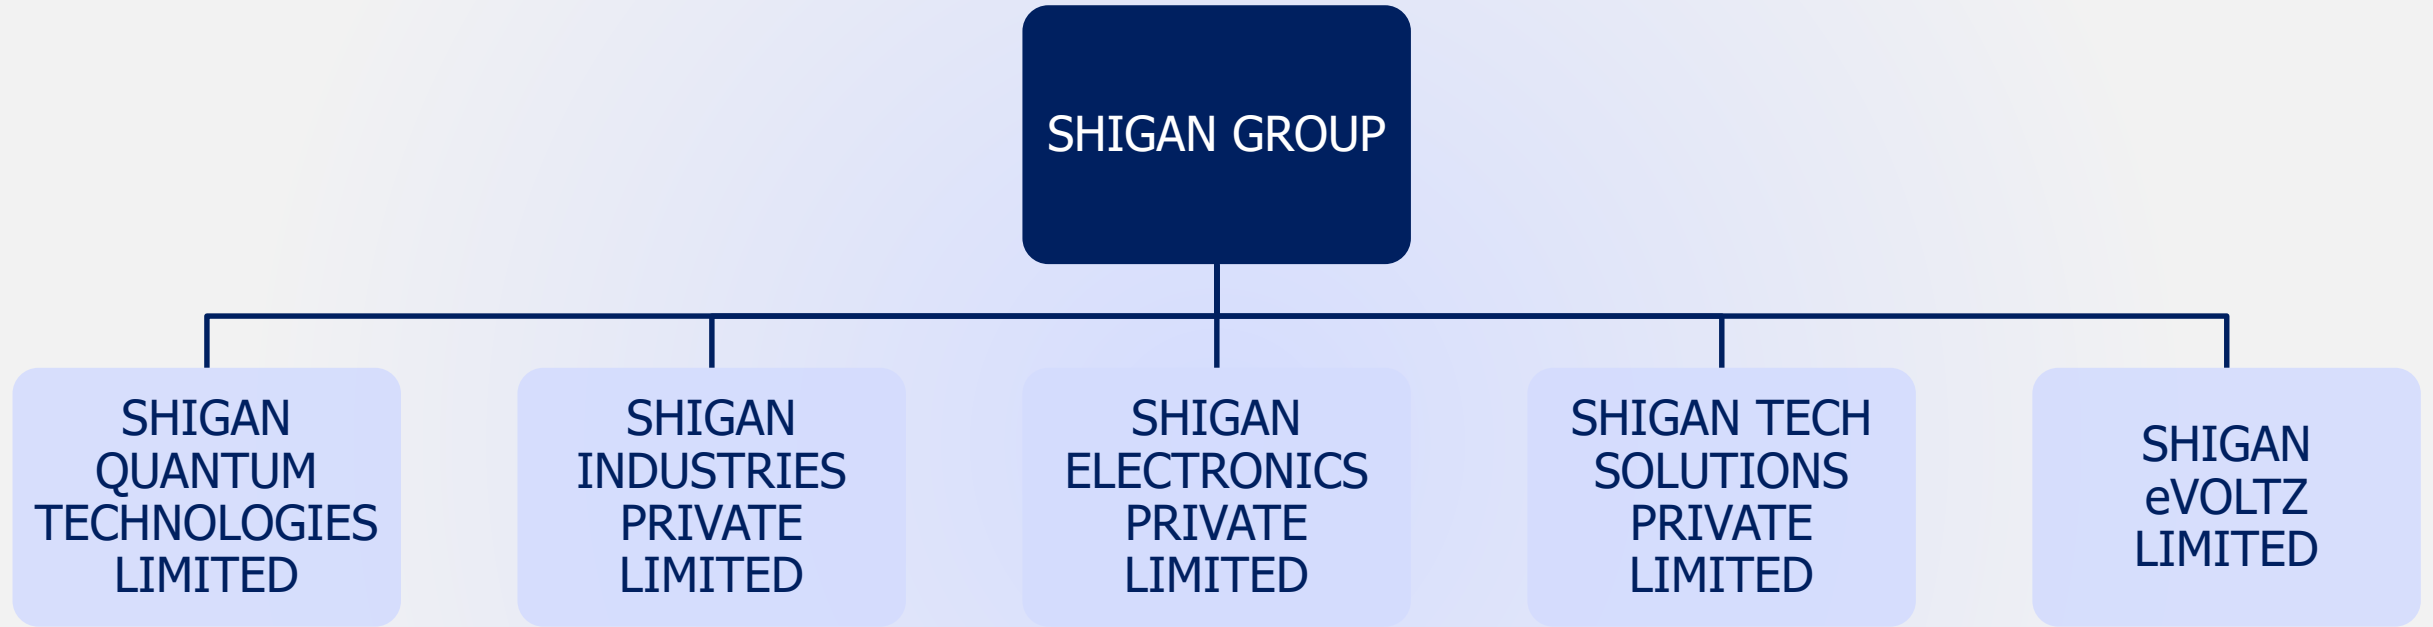 SHIGAN GROUP
SHIGAN
QUANTUM
TECHNOLOGIES
LIMITED
SHIGAN
INDUSTRIES
PRIVATE
LIMITED
SHIGAN
ELECTRONICS
PRIVATE
LIMITED
SHIGAN TECH
SOLUTIONS
PRIVATE
LIMITED
SHIGAN
eVOLTZ
LIMITED